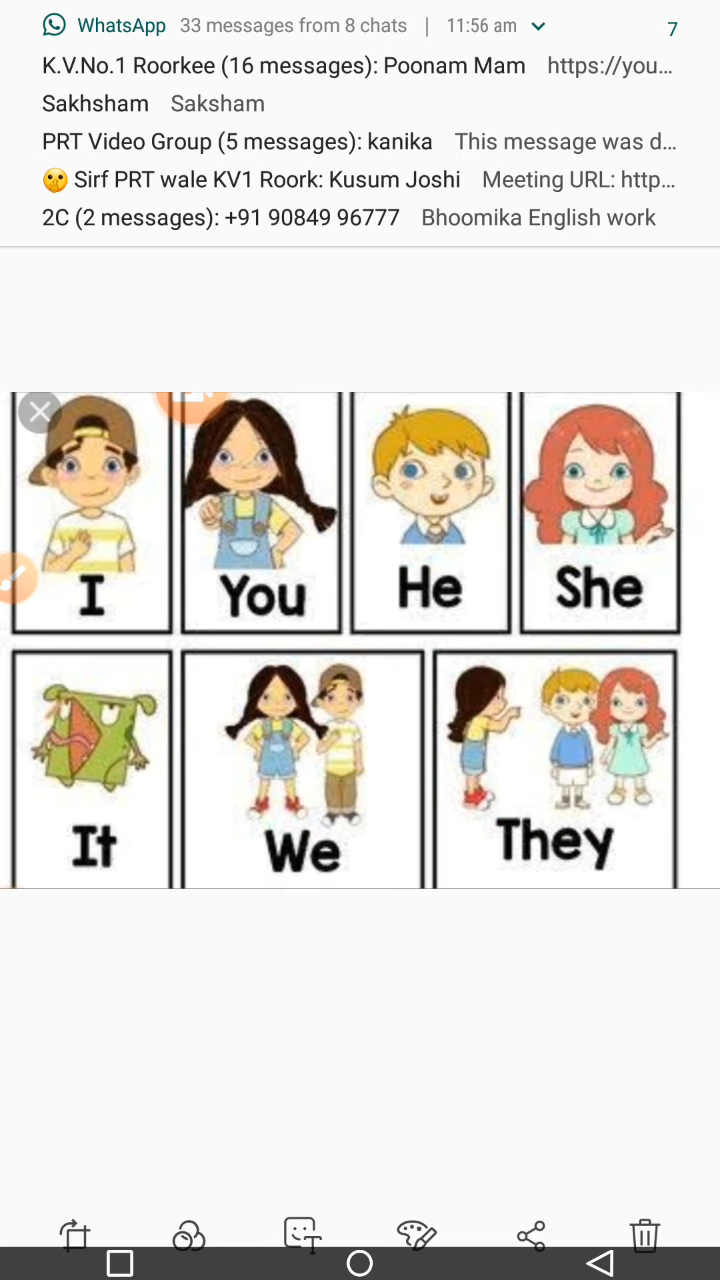 WhatsApp 33 messages from 8 chats | 11:56 am 7
K.V.No.1 Roorkee (16 messages): Poonam Mam https://you...
Sakhsham Saksham
PRT Video Group (5 messages): kanika This message was d...
🤫 Sirf PRT wale KV1 Roork: Kusum Joshi Meeting URL: http...
2C (2 messages): +91 90849 96777 Bhoomika English work
I You He She
It We They
T